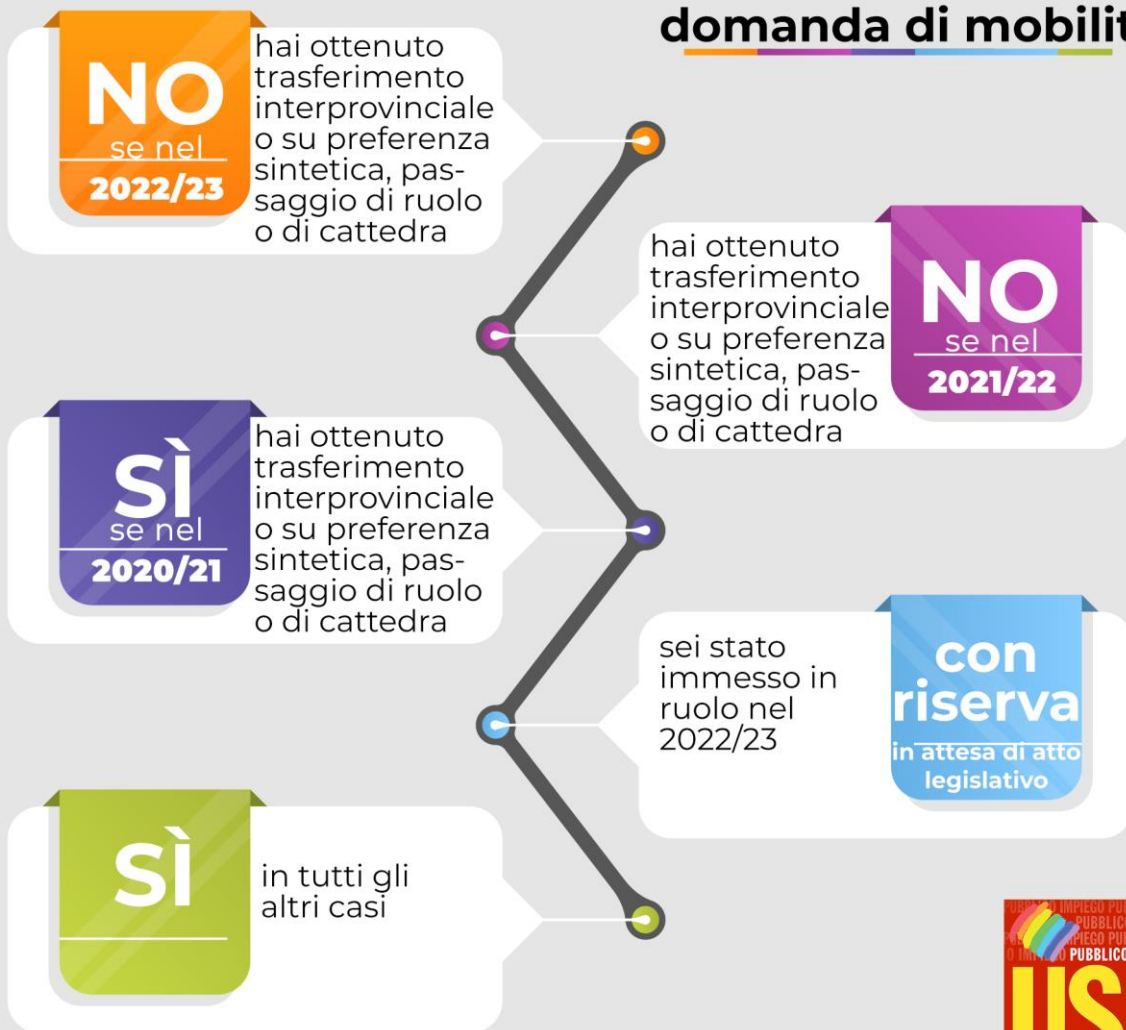 domanda di mobilit
NO
se nel
2022/23
hai ottenuto
trasferimento
interprovinciale
o su preferenza
sintetica, pas-
saggio di ruolo
o di cattedra
hai ottenuto
trasferimento
interprovinciale
o su preferenza
sintetica, pas-
saggio di ruolo
o di cattedra
NO
se nel
2021/22
SÌ
se nel
2020/21
hai ottenuto
trasferimento
interprovinciale
o su preferenza
sintetica, pas-
saggio di ruolo
o di cattedra
sei stato
immesso in
ruolo nel
2022/23
con
riserva
in attesa di atto
legislativo
SÌ
in tutti gli
altri casi
PUBBLICO
US